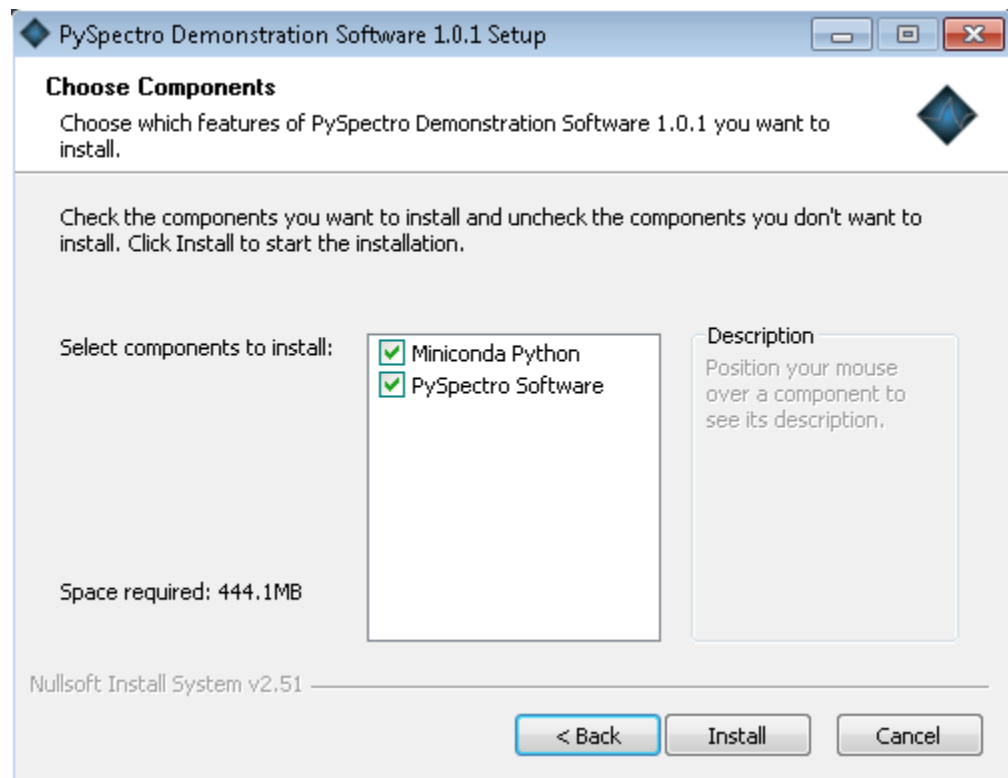 PySpectro Demonstration Software 1.0.1 Setup
Choose Components
Choose which features of PySpectro Demonstration Software 1.0.1 you want to
install.
Check the components you want to install and uncheck the components you don't want to
install. Click Install to start the installation.
Select components to install:
Miniconda Python
PySpectro Software
Description
Position your mouse
over a component to
see its description.
Space required: 444.1MB
Nullsoft Install System v2.51
< Back
Install
Cancel